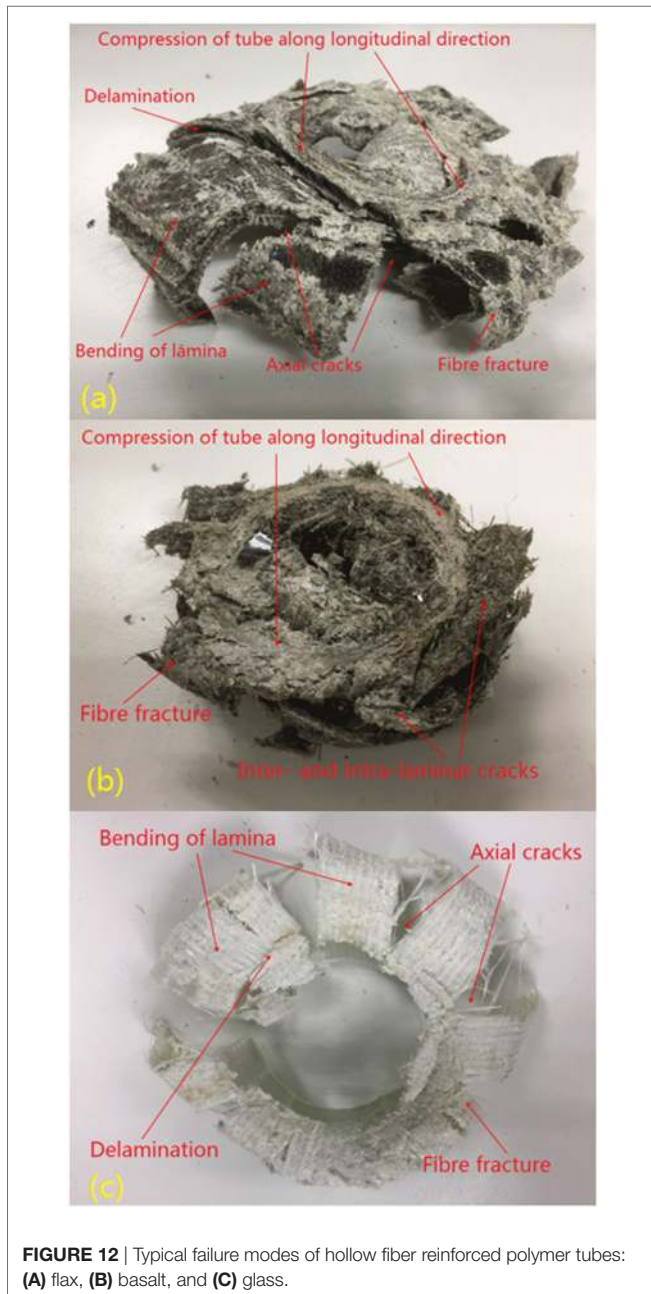 Compression of tube along longitudinal direction
Delamination
Bending of lamina
Axial cracks
Fibre fracture
(a)
Compression of tube along longitudinal direction
Fibre fracture
Inter- and intra-laminar cracks
(b)
Bending of lamina
Axial cracks
Delamination
Fibre fracture
(c)
FIGURE 12 | Typical failure modes of hollow fiber reinforced polymer tubes:
(A) flax, (B) basalt, and (C) glass.